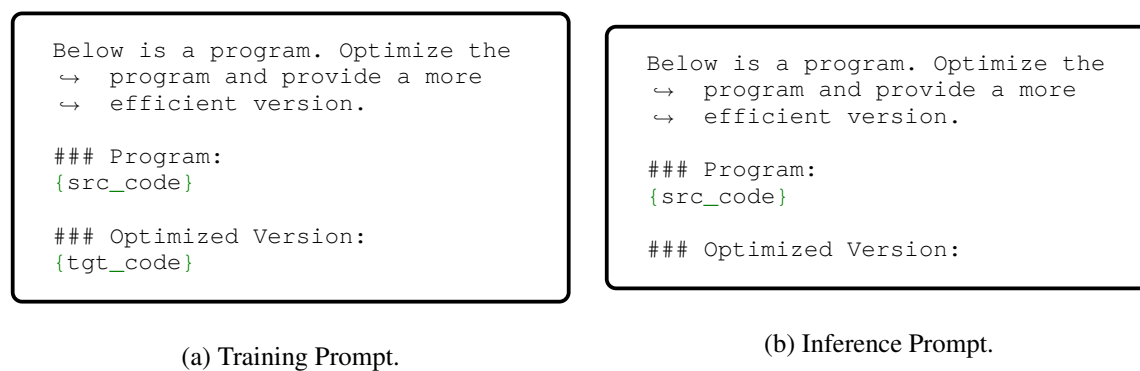 Below is a program. Optimize the
↪ program and provide a more
↪ efficient version.
### Program:
{src_code}
### Optimized Version:
{tgt_code}
(a) Training Prompt.
Below is a program. Optimize the
↪ program and provide a more
↪ efficient version.
### Program:
{src_code}
### Optimized Version:
(b) Inference Prompt.